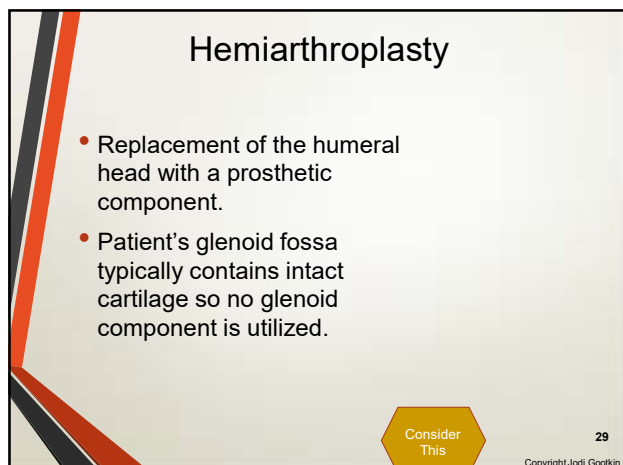 Hemiarthroplasty
• Replacement of the humeral
head with a prosthetic
component.
• Patient's glenoid fossa
typically contains intact
cartilage so no glenoid
component is utilized.
Consider
This
29
Copyright Jodi Gootkin